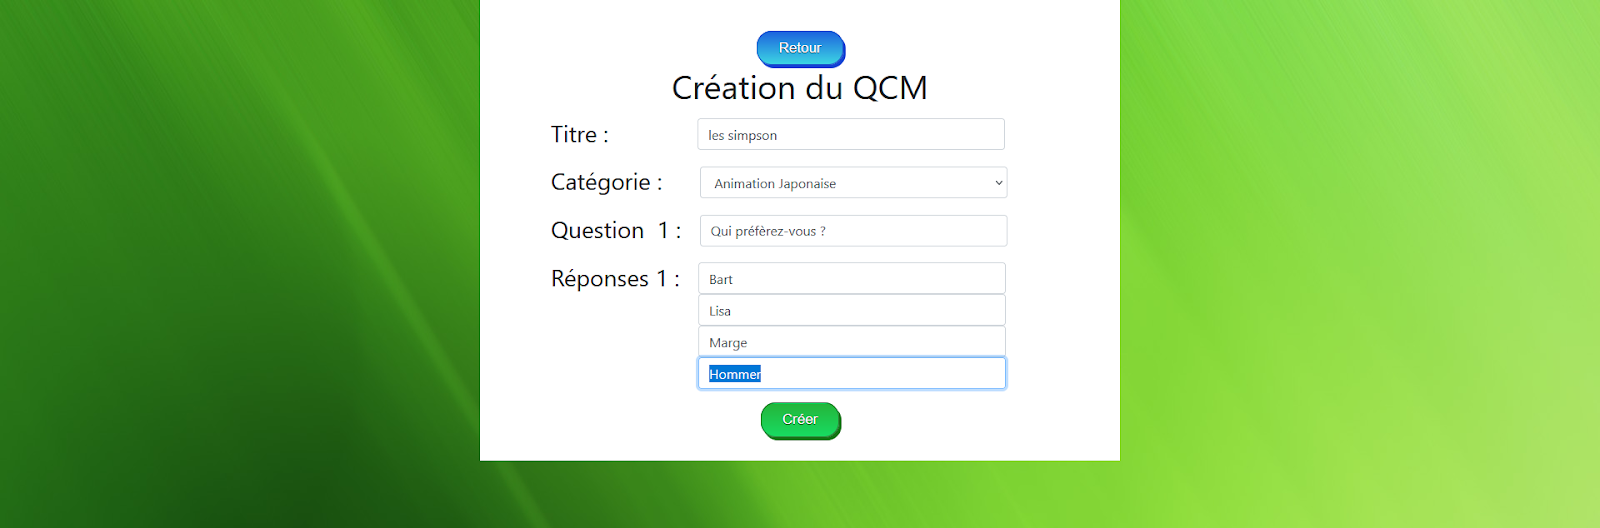 Retour
Création du QCM
Titre : les simpson
Catégorie : Animation Japonaise
Question 1 : Qui préfèrez-vous ?
Réponses 1 : Bart
Lisa
Marge
Hommer
Créer